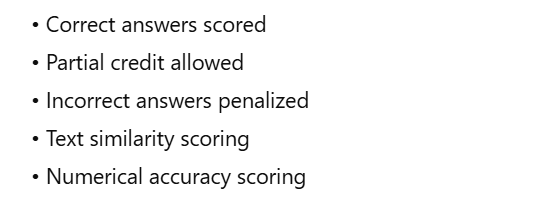 • Correct answers scored
• Partial credit allowed
• Incorrect answers penalized
• Text similarity scoring
• Numerical accuracy scoring